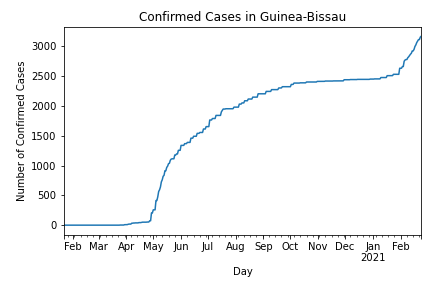 Confirmed Cases in Guinea-Bissau
3000
2500
2000
1500
1000
500
0
Number of Confirmed Cases
Feb Mar Apr May Jun Jul Aug Sep Oct Nov Dec Jan Feb
2021
Day